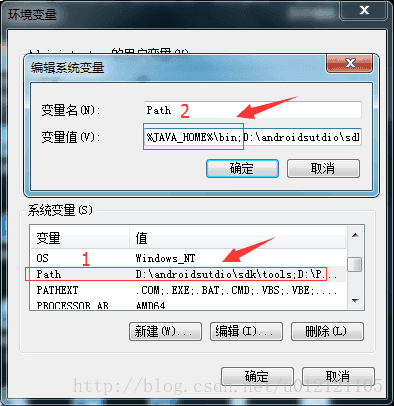 环境变量
的用户变量(U)
编辑系统变量
变量名(N): Path 2
变量值(V): %JAVA_HOME%\bin;D:\androidsutdio\sdl
确定 取消
系统变量(S)
变量 1 值
OS Windows_NT
Path D:\androidsutdio\sdk\tools;D:\P...
PATHEXT .COM;.EXE;.BAT;.CMD;.VBS;.VBE;....
PROCESSOR_AR AMD64
新建(W)... 编辑(I)... 删除(L)
确定 取消
http://blog.csdn.net/u012121105